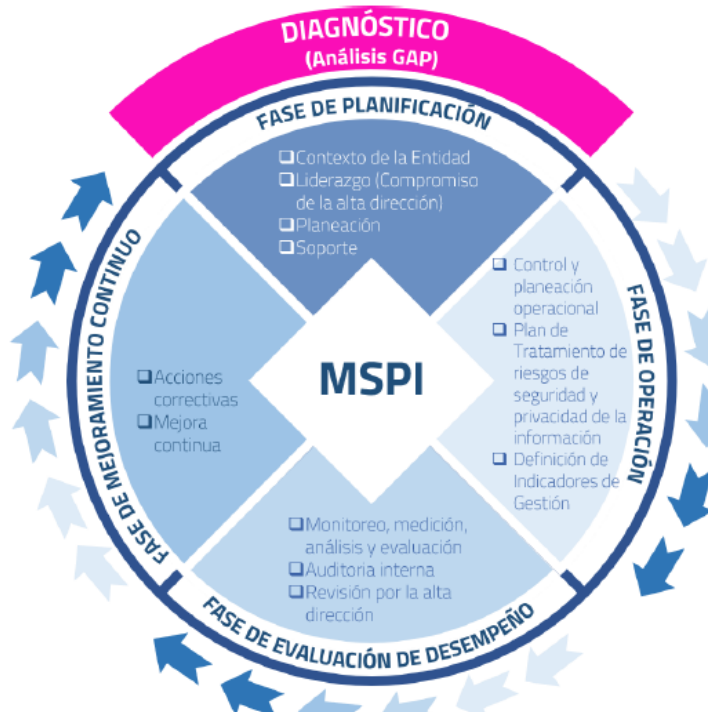 DIAGNÓSTICO
(Análisis GAP)
FASE DE PLANIFICACIÓN
❑Contexto de la Entidad
❑Liderazgo (Compromiso
de la alta dirección)
❑Planeación
❑Soporte
FASE DE OPERACIÓN
❑ Control y
planeación
operacional
❑ Plan de
Tratamiento de
riesgos de
seguridad y
privacidad de la
información
❑ Definición de
Indicadores de
Gestión
MSPI
FASE DE EVALUACIÓN DE DESEMPEÑO
❑Monitoreo, medición,
análisis y evaluación
❑Auditoria interna
❑Revisión por la alta
dirección
FASE DE MEJORAMIENTO CONTINUO
❑Acciones
correctivas
❑Mejora
continua